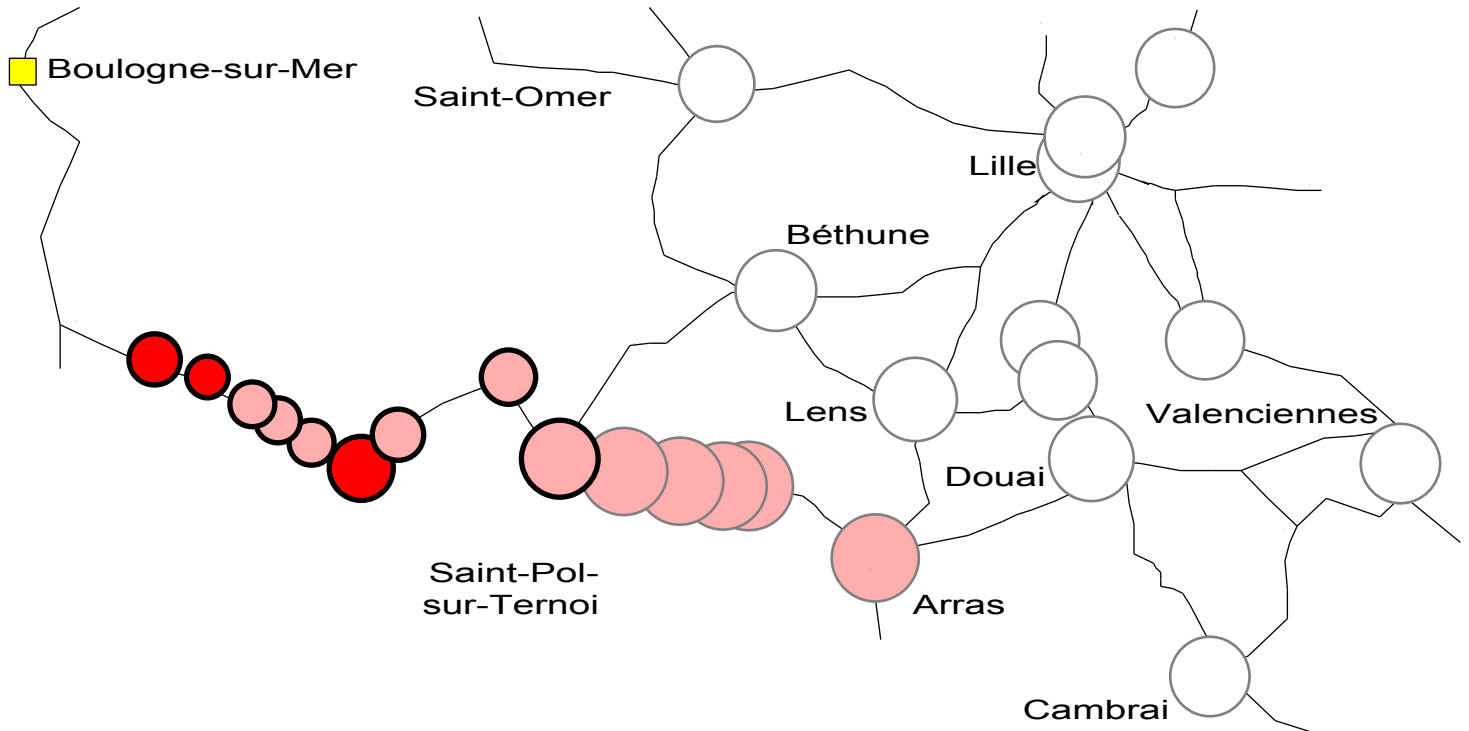 Boulogne-sur-Mer
Saint-Omer
Lille
Béthune
Lens
Valenciennes
Douai
Saint-Pol-
sur-Ternoi
Arras
Cambrai